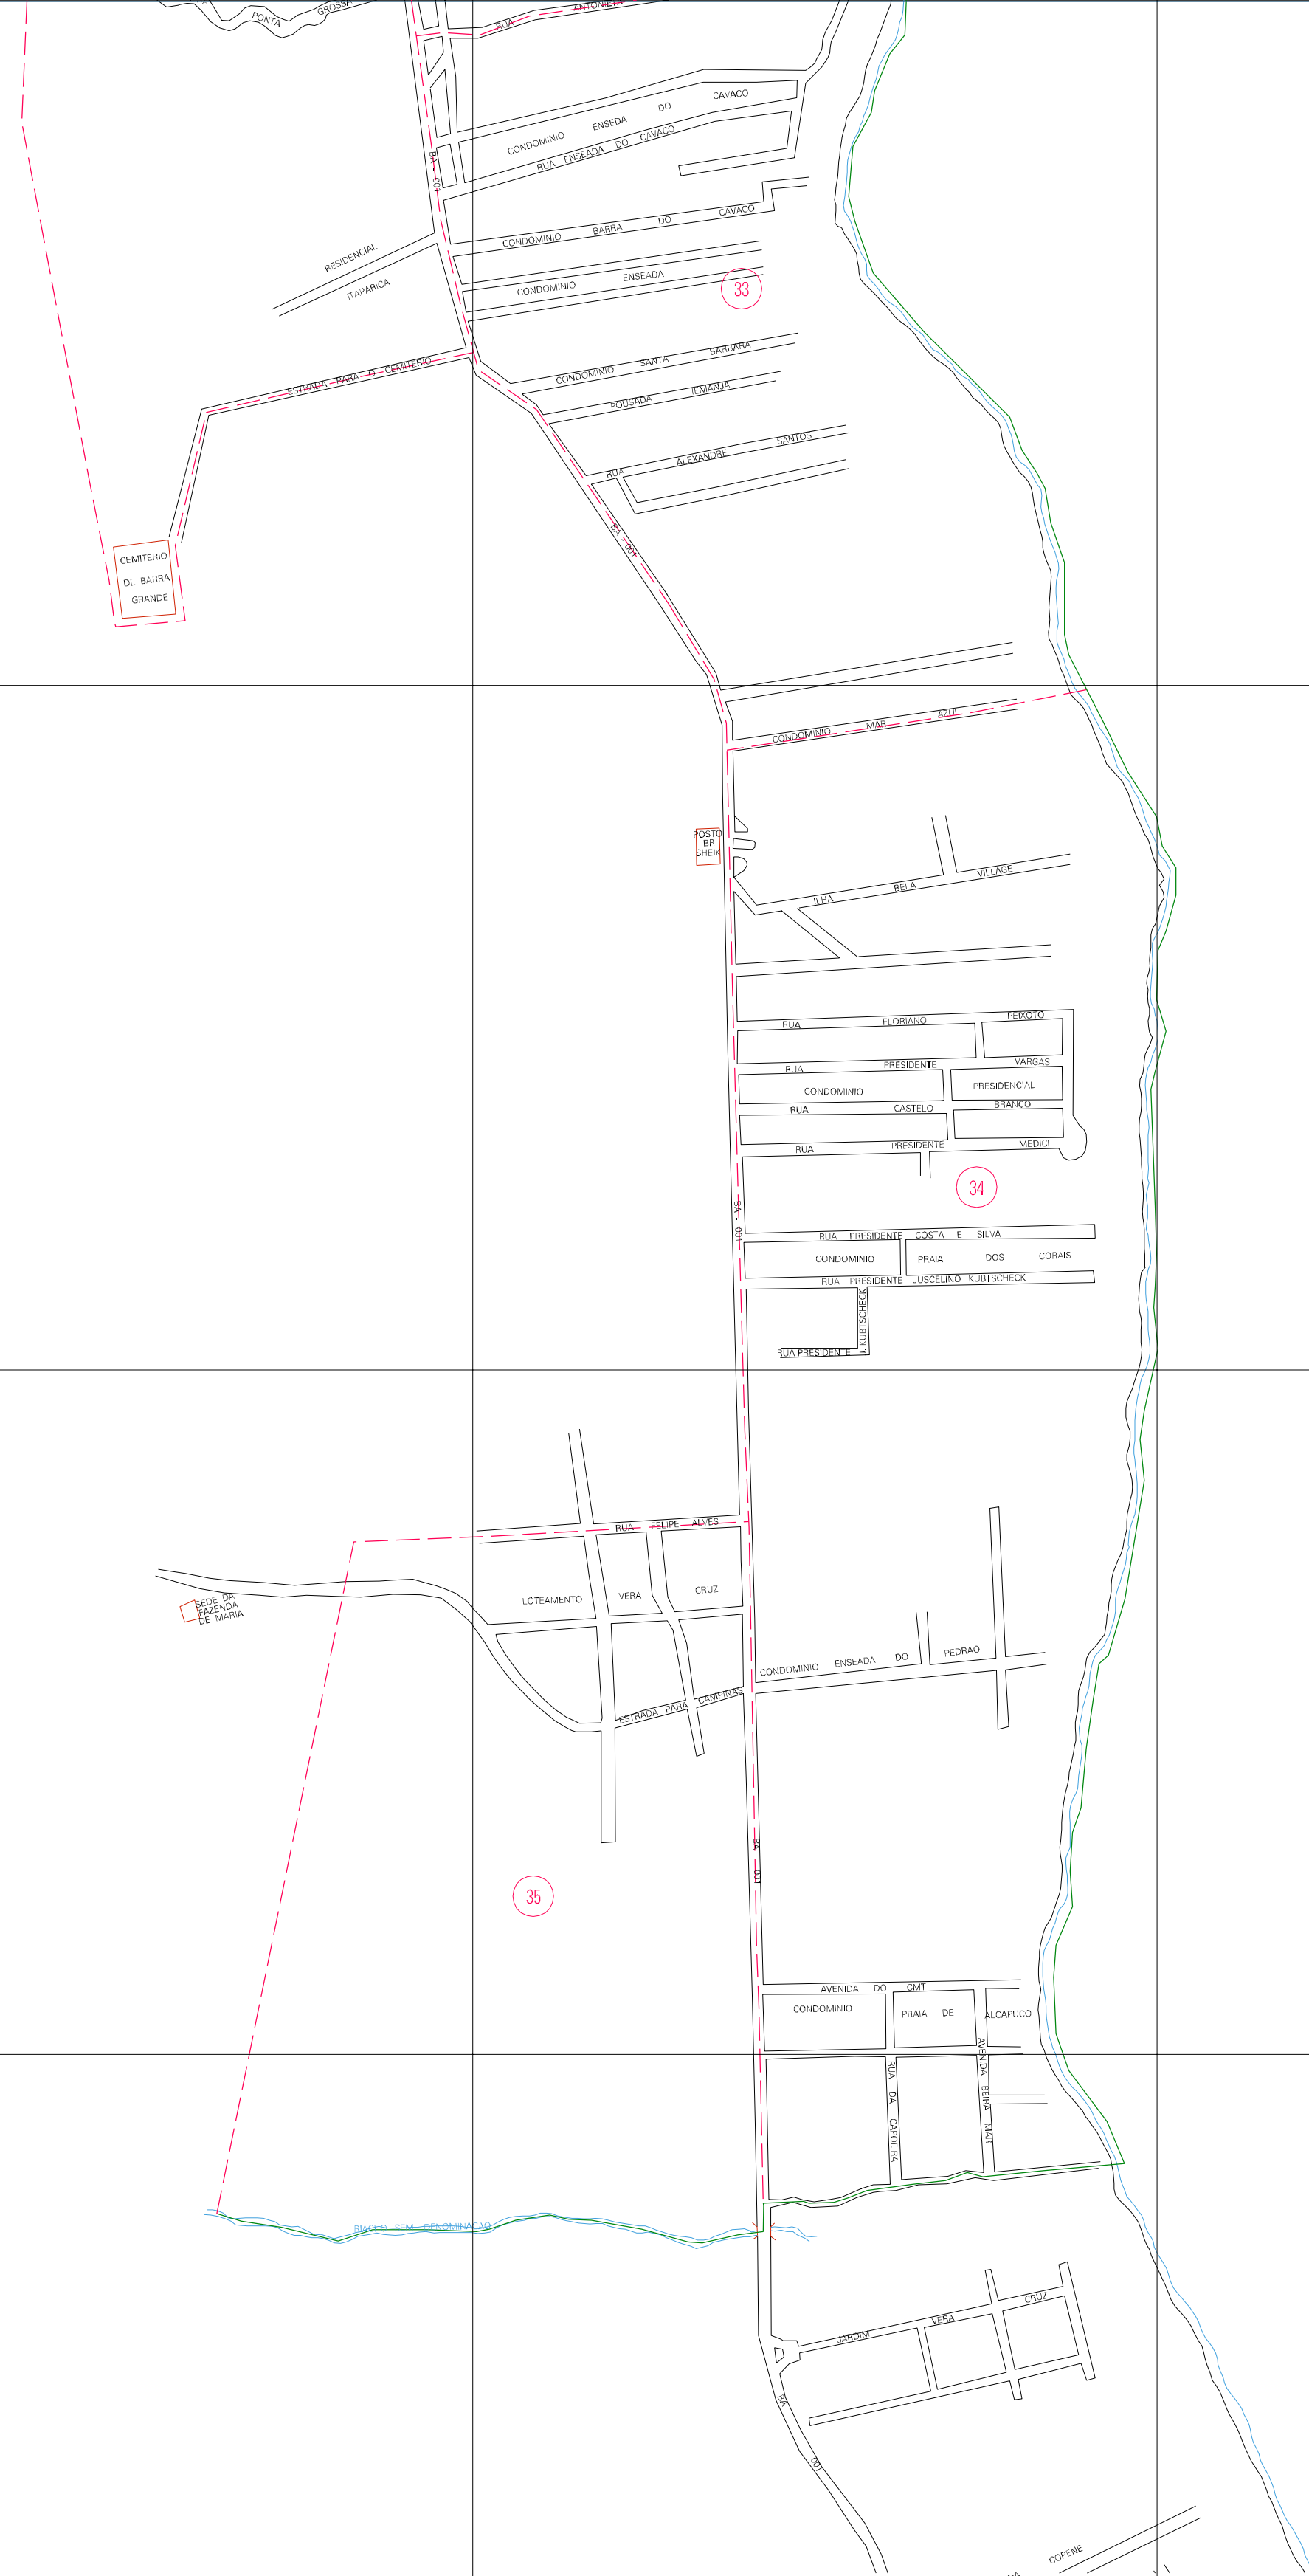 PONTA GROSSA
RUA ANTONIETA
CONDOMINIO ENSEDA DO CAVACO
RUA ENSEADA DO CAVACO
BA - 001
CONDOMINIO BARRA DO CAVACO
RESIDENCIAL
ITAPARICA
CONDOMINIO ENSEADA
33
CONDOMINIO SANTA BARBARA
ESTRADA PARA O CEMITERIO
POUSADA IEMANJA
RUA ALEXANDRE SANTOS
BA - 001
CEMITERIO
DE BARRA
GRANDE
CONDOMINIO MAR AZUL
POSTO
BR
SHEIK
ILHA BELA VILLAGE
RUA FLORIANO PEIXOTO
RUA PRESIDENTE VARGAS
CONDOMINIO PRESIDENCIAL
RUA CASTELO BRANCO
RUA PRESIDENTE MEDICI
34
BA - 001
RUA PRESIDENTE COSTA E SILVA
CONDOMINIO PRAIA DOS CORAIS
RUA PRESIDENTE JUSCELINO KUBTSCHECK
RUA PRESIDENTE J. KUBTSCHECK
RUA FELIPE ALVES
LOTEAMENTO VERA CRUZ
SEDE DA
FAZENDA
DE MARIA
CONDOMINIO ENSEADA DO PEDRAO
ESTRADA PARA CAMPINAS
BA - 001
35
AVENIDA DO CMT
CONDOMINIO PRAIA DE ALCAPUCO
AVENIDA BEIRA MAR
RUA DA CAPOEIRA
RIACHO SEM DENOMINACAO
JARDIM VERA CRUZ
BA 001
COPENE